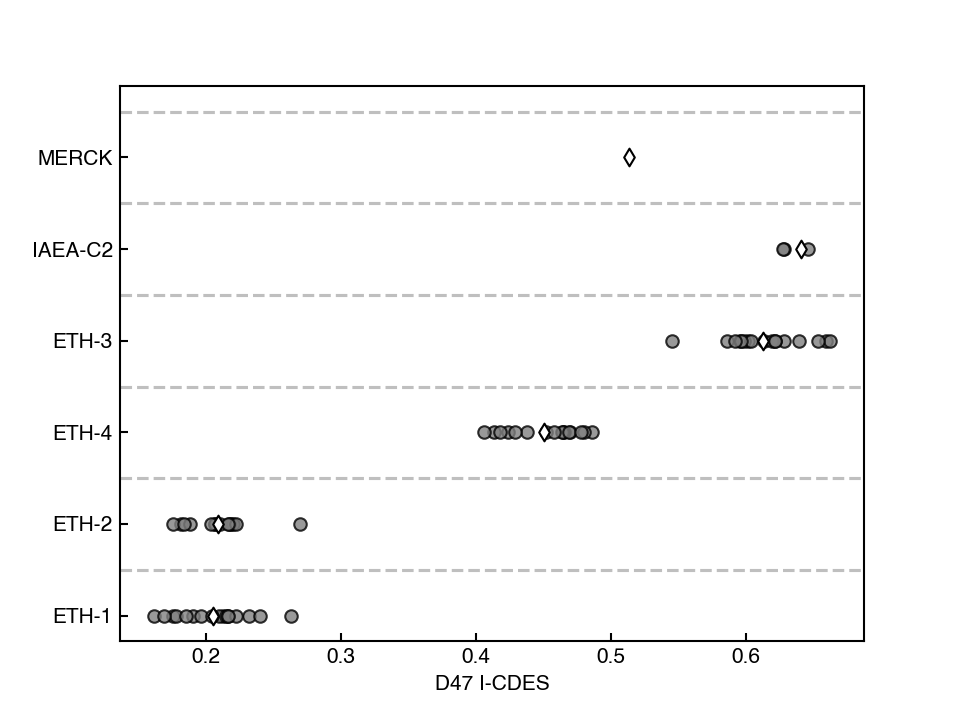 MERCK
IAEA-C2
ETH-3
ETH-4
ETH-2
ETH-1
0.2 0.3 0.4 0.5 0.6
D47 I-CDES